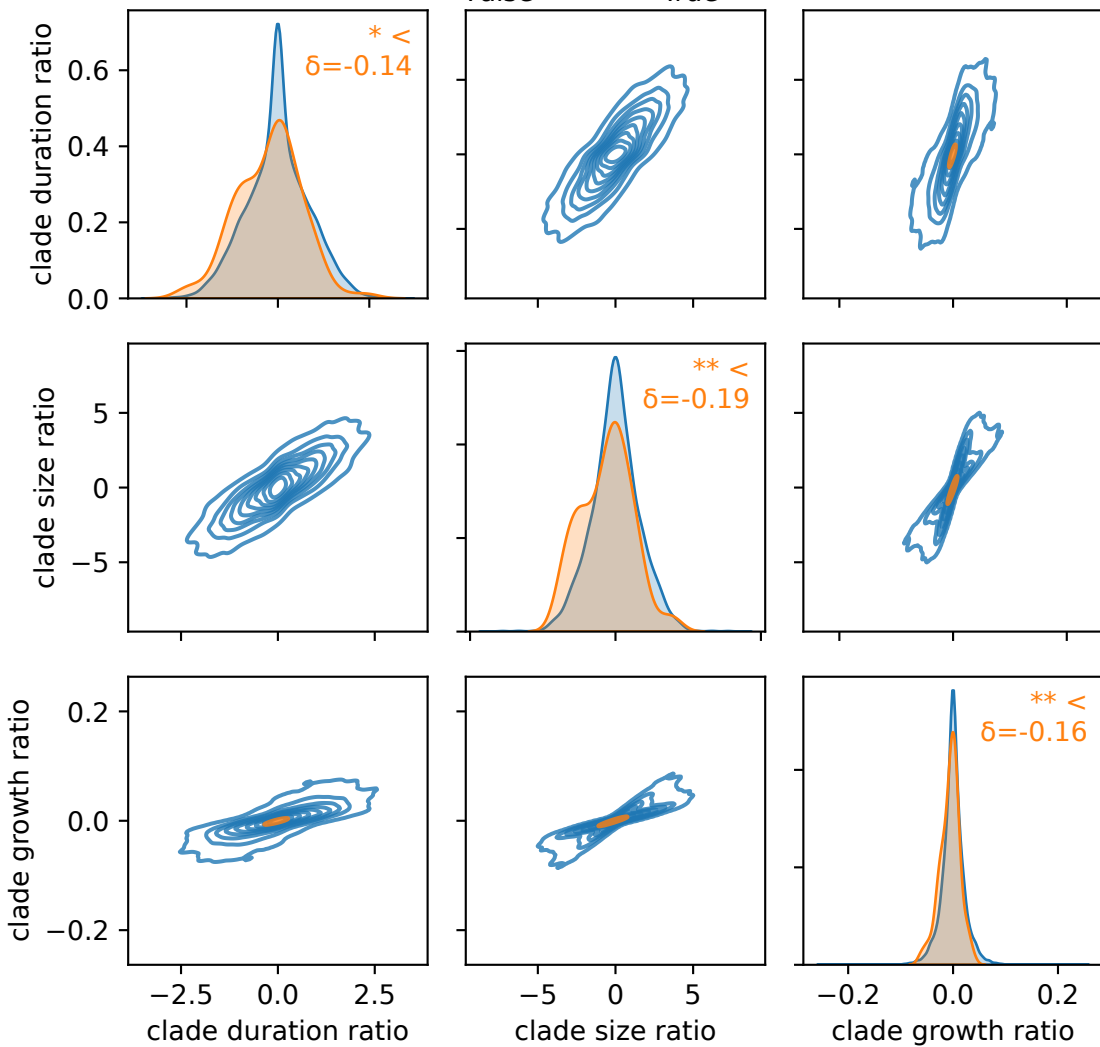 clade duration ratio
0.6
0.4
0.2
0.0
* <
δ=-0.14
clade size ratio
5
0
−5
** <
δ=-0.19
clade growth ratio
0.2
0.0
−0.2
** <
δ=-0.16
−2.5 0.0 2.5
clade duration ratio
−5 0 5
clade size ratio
−0.2 0.0 0.2
clade growth ratio